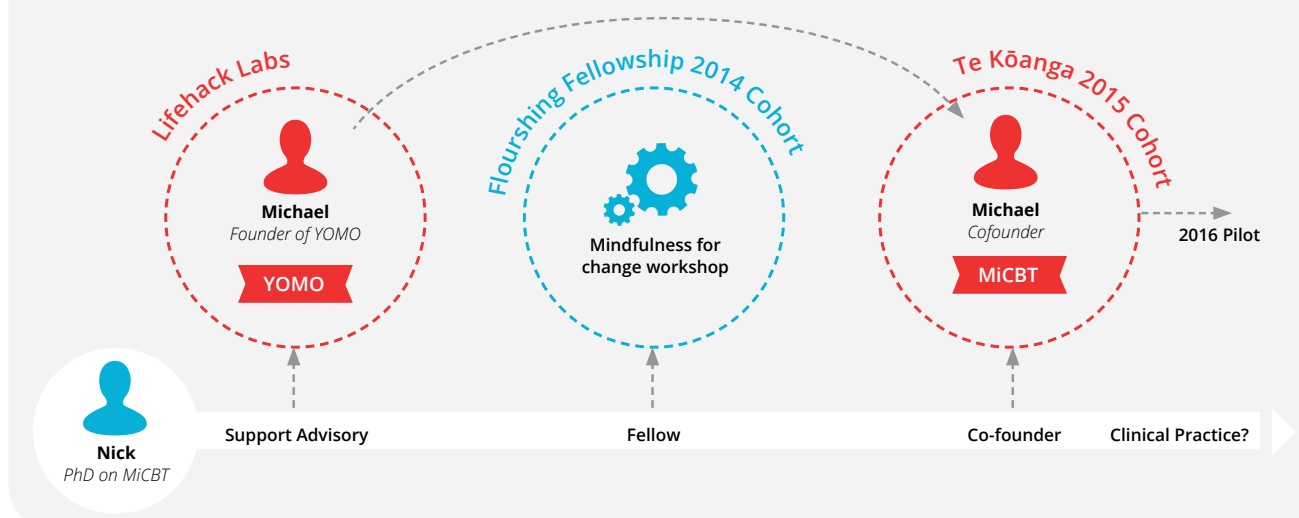 Lifehack Labs
Michael
Founder of YOMO
YOMO
Flourshing Fellowship 2014 Cohort
Mindfulness for
change workshop
Te Kōanga 2015 Cohort
Michael
Cofounder
MiCBT
2016 Pilot
Nick
PhD on MiCBT
Support Advisory
Fellow
Co-founder
Clinical Practice?